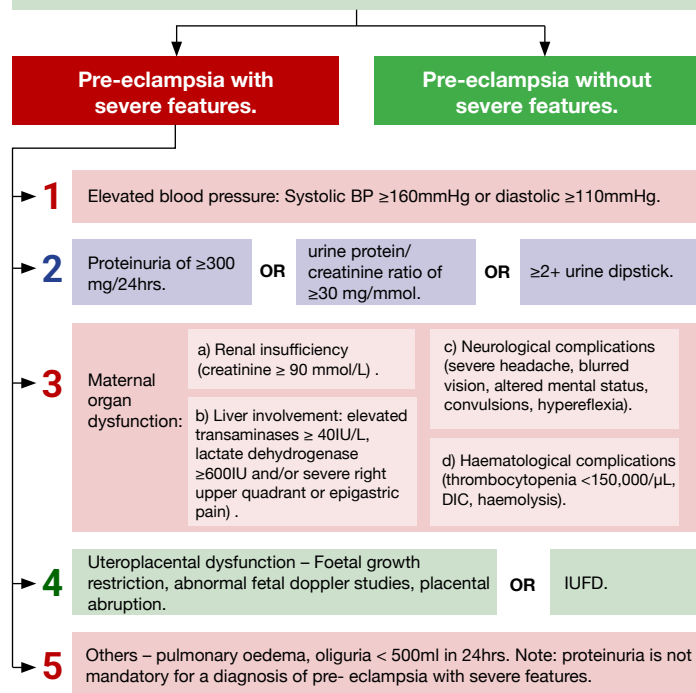 Pre-eclampsia with
severe features.
Pre-eclampsia without
severe features.
1
Elevated blood pressure: Systolic BP ≥160mmHg or diastolic ≥110mmHg.
2
Proteinuria of ≥300
mg/24hrs.
OR
urine protein/
creatinine ratio of
≥30 mg/mmol.
OR
≥2+ urine dipstick.
3
Maternal
organ
dysfunction:
a) Renal insufficiency
(creatinine ≥ 90 mmol/L) .
b) Liver involvement: elevated
transaminases ≥ 40IU/L,
lactate dehydrogenase
≥600IU and/or severe right
upper quadrant or epigastric
pain) .
c) Neurological complications
(severe headache, blurred
vision, altered mental status,
convulsions, hypereflexia).
d) Haematological complications
(thrombocytopenia <150,000/µL,
DIC, haemolysis).
4
Uteroplacental dysfunction – Foetal growth
restriction, abnormal fetal doppler studies, placental
abruption.
OR
IUFD.
5
Others – pulmonary oedema, oliguria < 500ml in 24hrs. Note: proteinuria is not
mandatory for a diagnosis of pre- eclampsia with severe features.